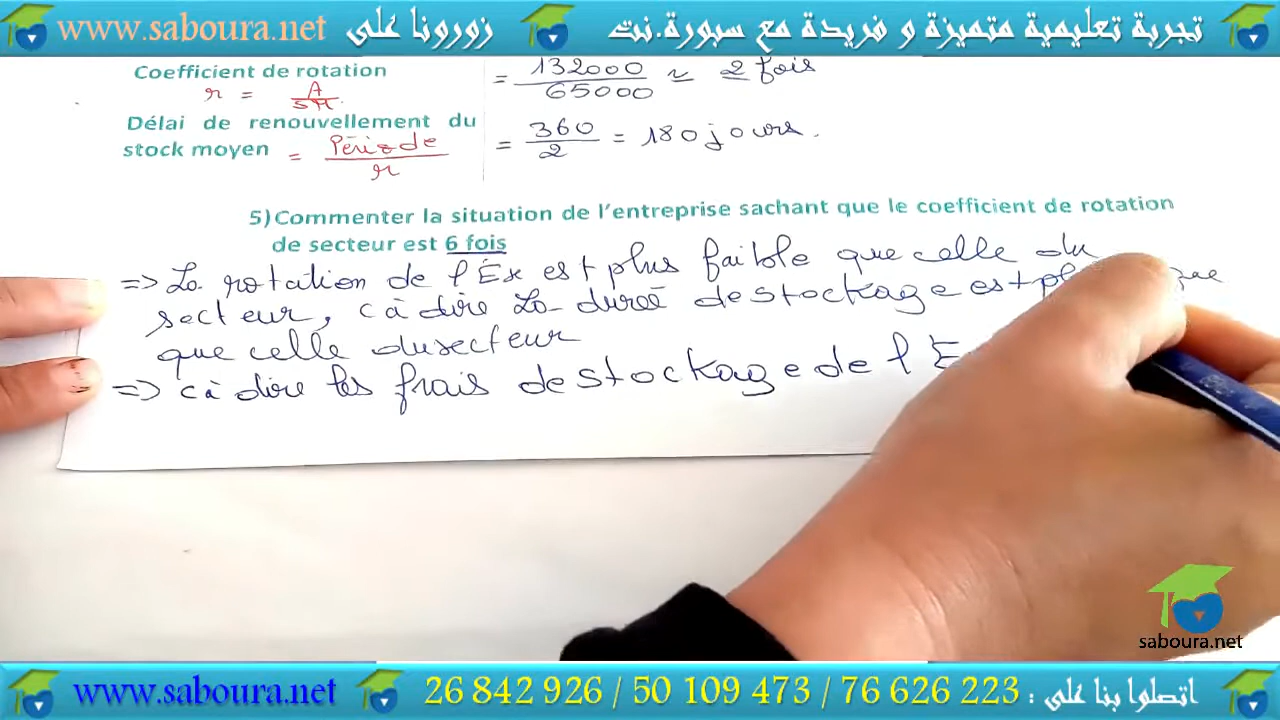 www.saboura.net زورونا على تجربة تعليمية متميزة و فريدة مع سبورة.نت
Coefficient de rotation
r = A / SM
= 132000 / 65000 ≃ 2 fois
Délai de renouvellement du
stock moyen = Période / r
= 360 / 2 = 180 jours.
5) Commenter la situation de l'entreprise sachant que le coefficient de rotation
de secteur est 6 fois
=> La rotation de l'Ese est plus faible que celle du
secteur, c à dire La dureé de stockage est
que celle du secteur
=> c à dire les frais de stockage de l'E
saboura.net
www.saboura.net 26 842 926 / 50 109 473 / 76 626 223 : اتصلوا بنا على